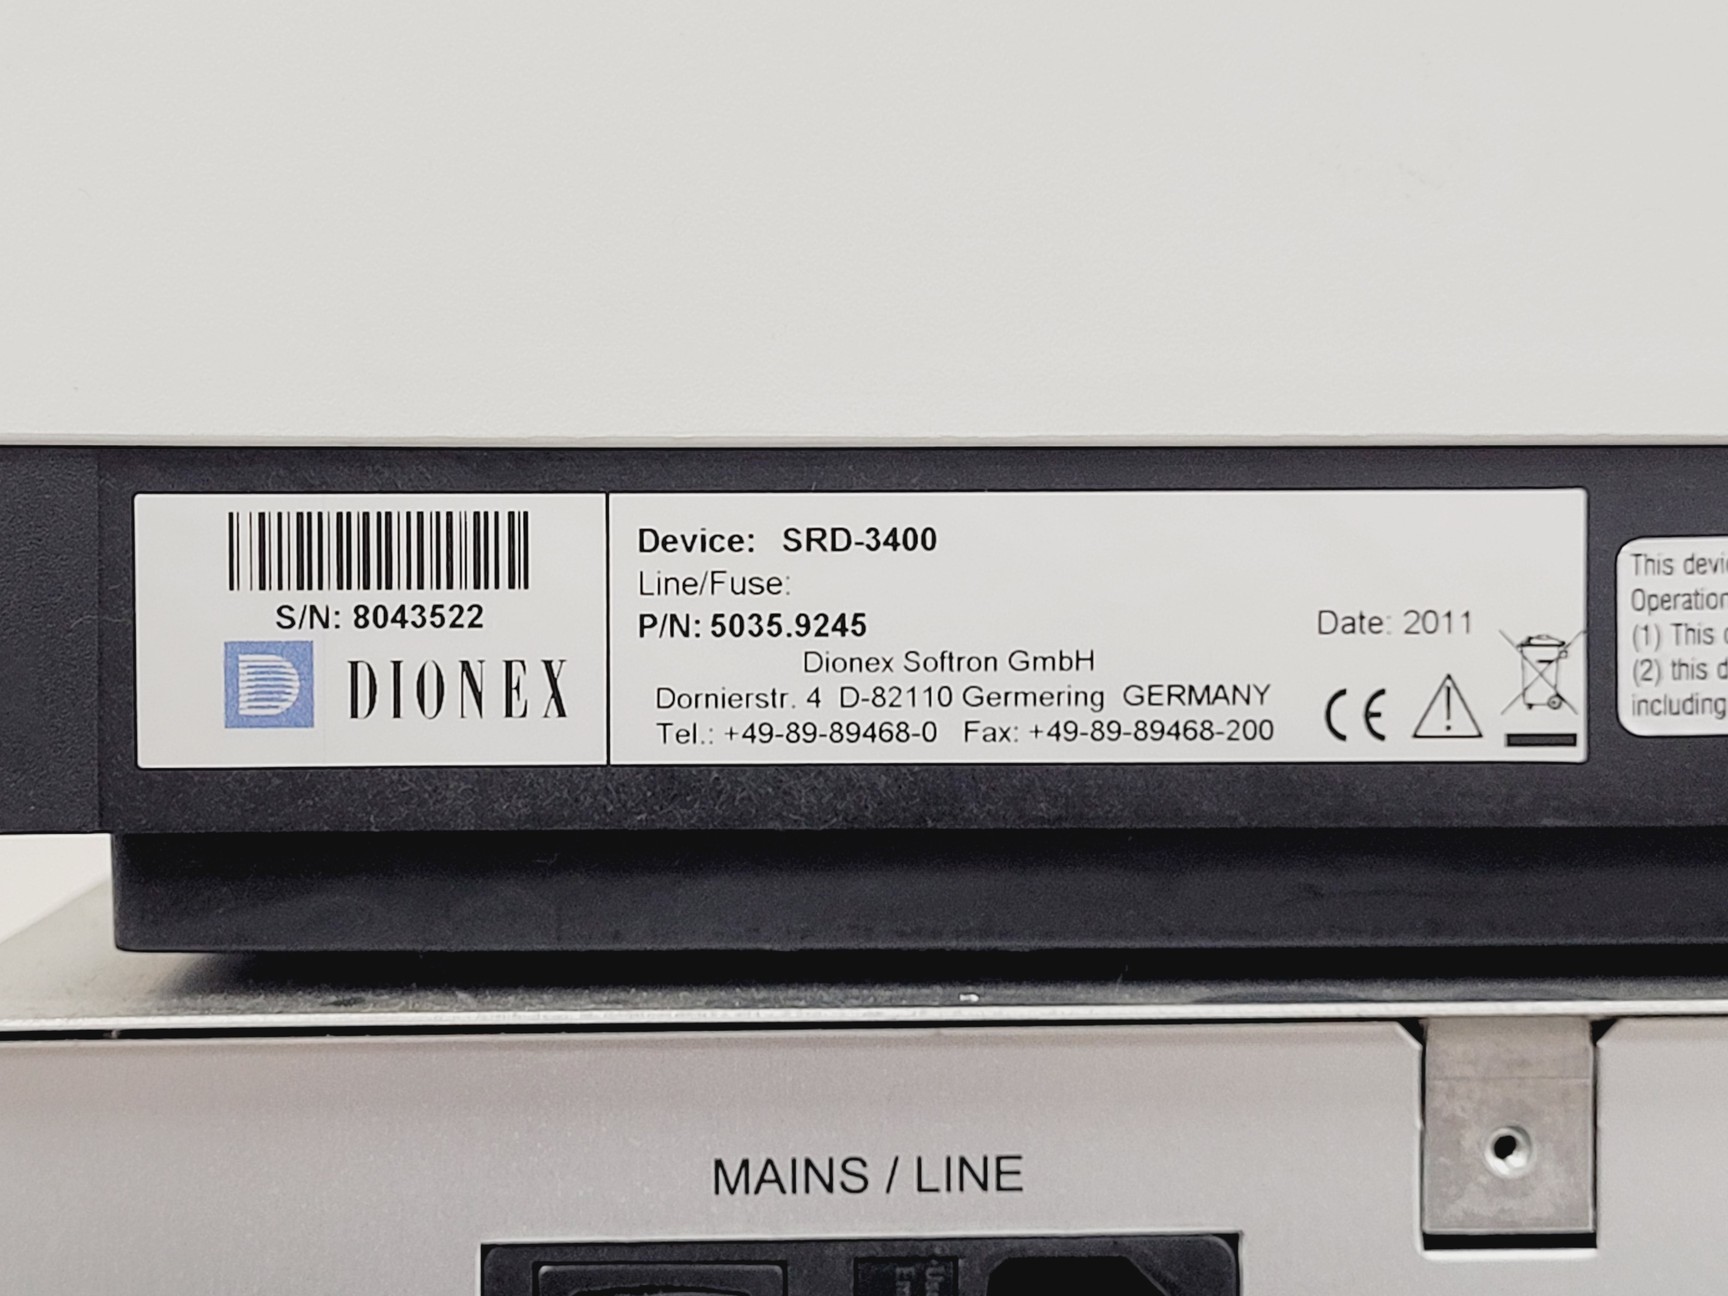 S/N: 8043522
DIONEX
Device: SRD-3400
Line/Fuse:
P/N: 5035.9245
Date: 2011
Dionex Softron GmbH
Dornierstr. 4 D-82110 Germering GERMANY
Tel.: +49-89-89468-0 Fax: +49-89-89468-200
CE
This devi
Operation
(1) This
(2) this d
including
MAINS / LINE